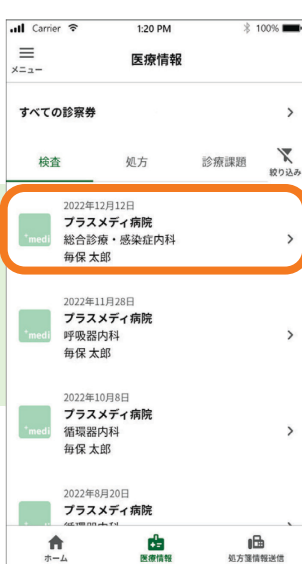 Carrier 1:20 PM 100%
メニュー
医療情報
すべての診察券
検査 処方 診療課題 絞り込み
2022年12月12日
プラスメディ病院
総合診療・感染症内科
毎保 太郎
+medi
2022年11月28日
プラスメディ病院
呼吸器内科
毎保 太郎
+medi
2022年10月8日
プラスメディ病院
循環器内科
毎保 太郎
+medi
2022年8月20日
プラスメディ病院
+medi
ホーム 医療情報 処方箋情報送信